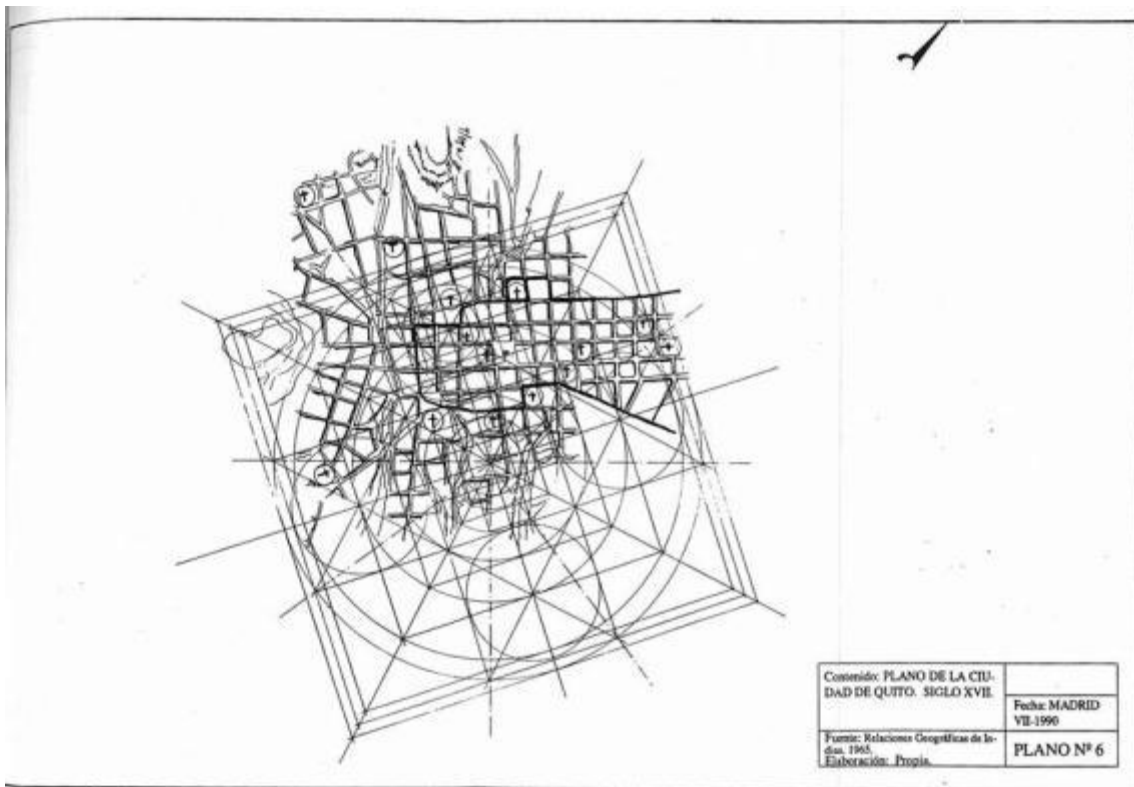 Contenido: PLANO DE LA CIU-
DAD DE QUITO. SIGLO XVII.
Fecha: MADRID
VII-1990
Fuente: Relaciones Geográficas de In-
dias. 1965.
Elaboración: Propia.
PLANO Nº 6